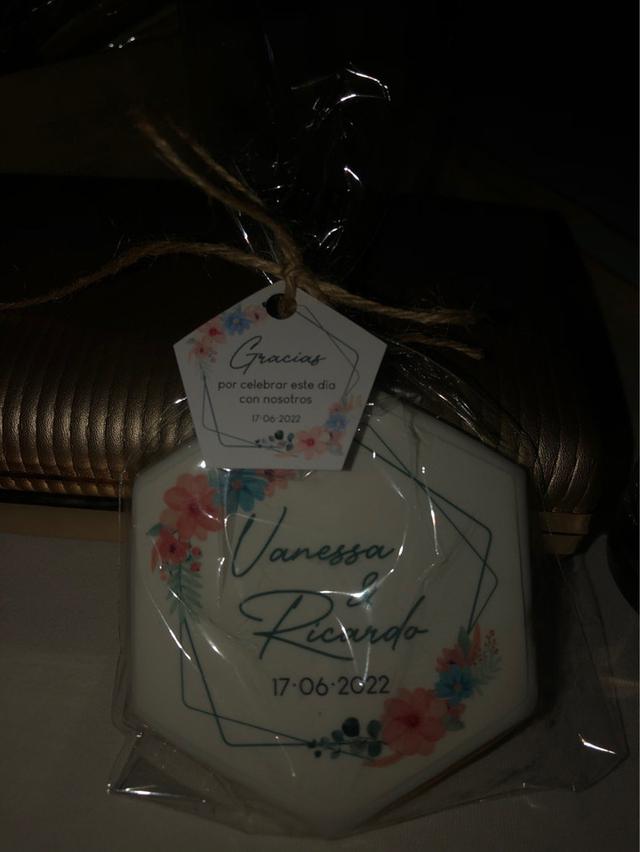 Gracias
por celebrar este día
con nosotros
17·06·2022
Vanessa
&
Ricardo
17·06·2022